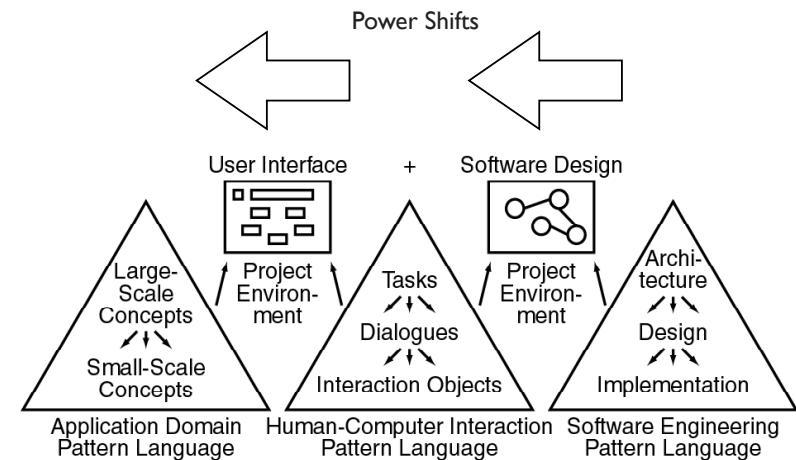 Power Shifts
User Interface + Software Design
Large-
Scale
Concepts
Small-Scale
Concepts
Project
Environ-
ment
Tasks
Dialogues
Interaction Objects
Project
Environ-
ment
Archi-
tecture
Design
Implementation
Application Domain
Pattern Language
Human-Computer Interaction
Pattern Language
Software Engineering
Pattern Language